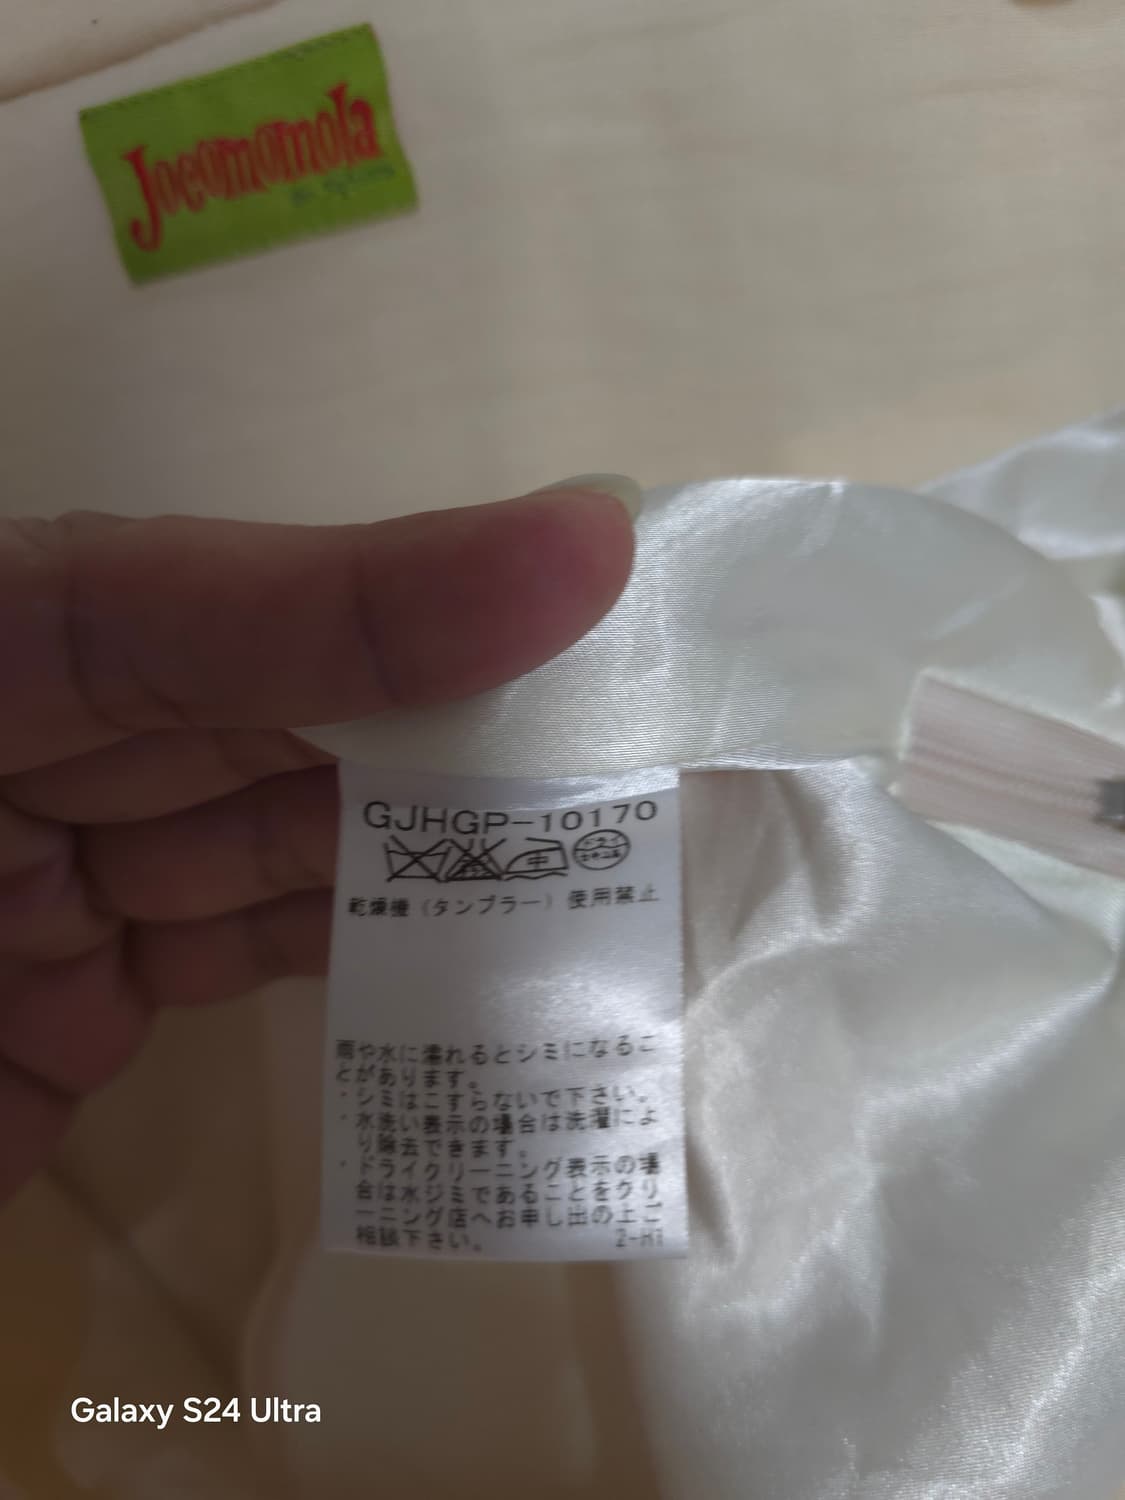 Jocomomola
GJHGP-10170
中
乾燥機（タンブラー）使用禁止
雨や水に濡れるとシミになるこ
とがあります。
・シミはこすらないで下さい。
・水洗い表示の場合は洗濯によ
り除去できます。
・ドライクリーニング表示の場
合は水ジミであることをクリ
ーニング店へお申し出の上ご
相談下さい。
2-H1
Galaxy S24 Ultra